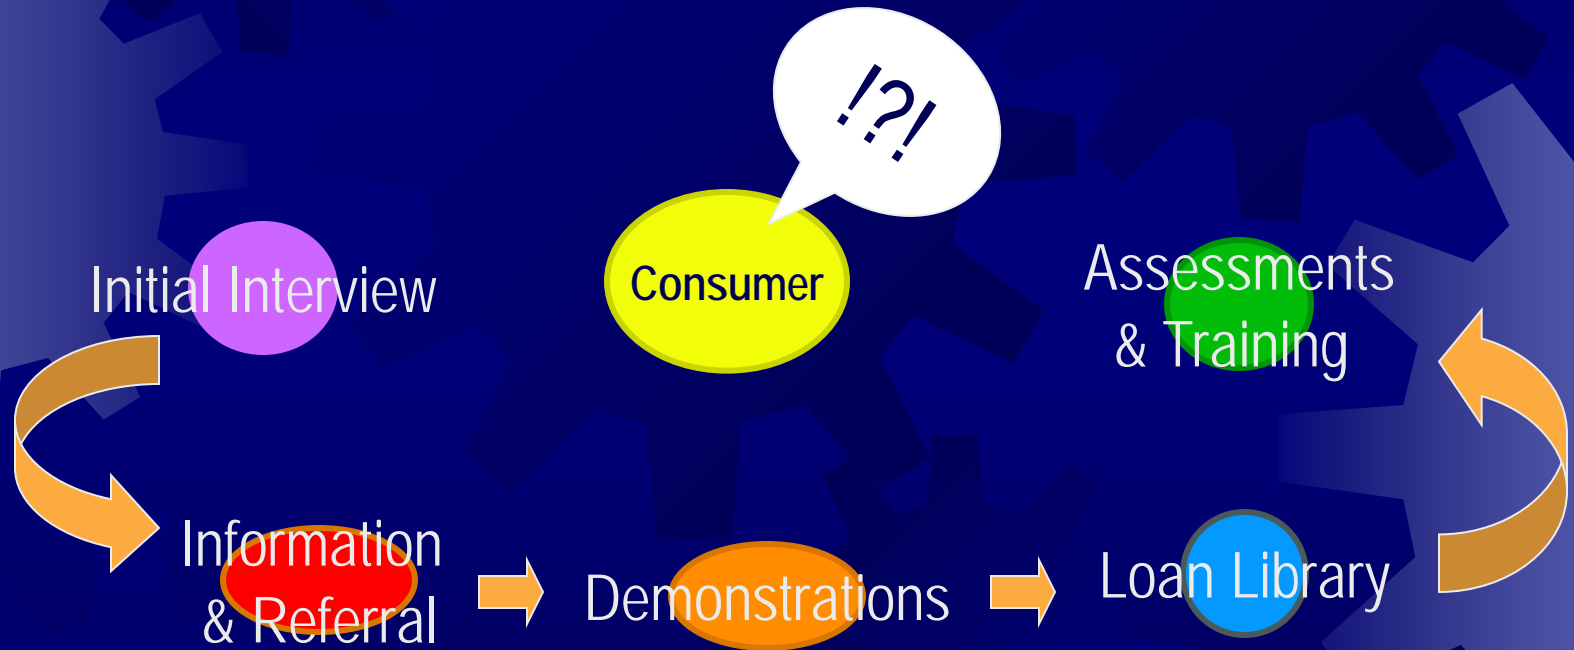 !?!
Initial Interview
Consumer
Assessments
& Training
Information
& Referral
Demonstrations
Loan Library